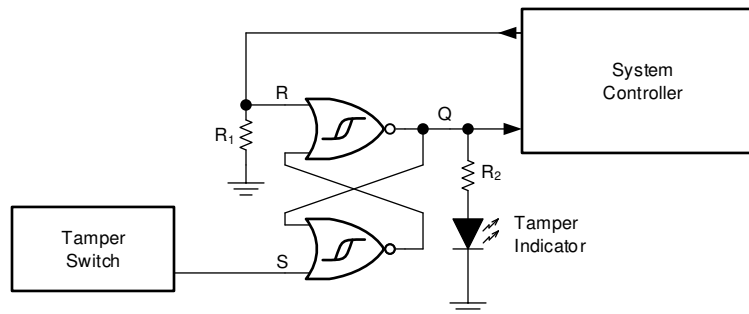 System
Controller
R
Q
R1
R2
Tamper
Switch
Tamper
Indicator
S